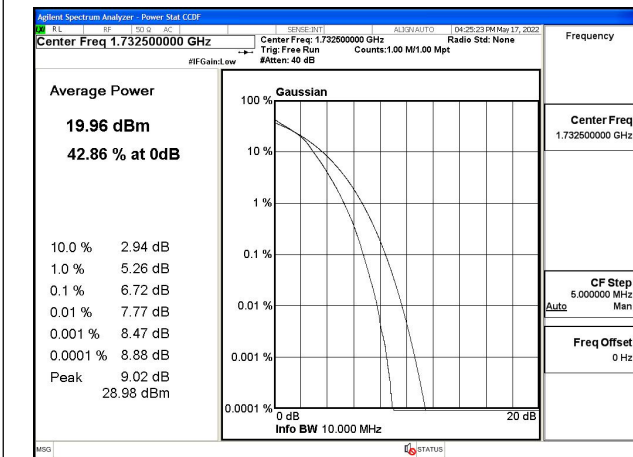 Agilent Spectrum Analyzer - Power Stat CCDF
RL RF 50 Ω AC SENSE:INT ALIGNAUTO 04:25:23 PM May 17, 2022
Center Freq 1.732500000 GHz
Center Freq: 1.732500000 GHz Radio Std: None
Trig: Free Run Counts:1.00 M/1.00 Mpt
#IFGain:Low #Atten: 40 dB
Frequency
Average Power
19.96 dBm
42.86 % at 0dB
10.0 % 2.94 dB
1.0 % 5.26 dB
0.1 % 6.72 dB
0.01 % 7.77 dB
0.001 % 8.47 dB
0.0001 % 8.88 dB
Peak 9.02 dB
28.98 dBm
Gaussian
100 %
10 %
1 %
0.1 %
0.01 %
0.001 %
0.0001 %
0 dB 20 dB
Info BW 10.000 MHz
Center Freq
1.732500000 GHz
CF Step
5.000000 MHz
Auto Man
Freq Offset
0 Hz
MSG STATUS